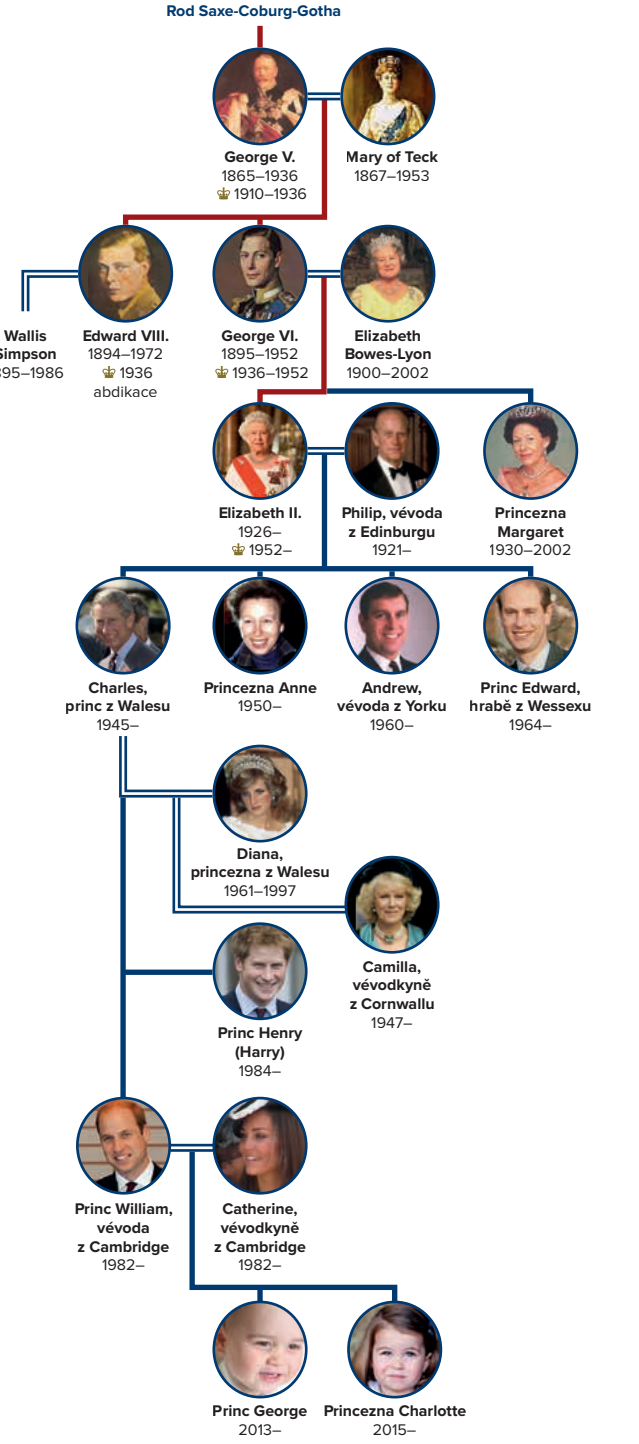 Rod Saxe-Coburg-Gotha
George V.
1865–1936
1910–1936
Mary of Teck
1867–1953
Wallis
Simpson
95–1986
Edward VIII.
1894–1972
1936
abdikace
George VI.
1895–1952
1936–1952
Elizabeth
Bowes-Lyon
1900–2002
Elizabeth II.
1926–
1952–
Philip, vévoda
z Edinburgu
1921–
Princezna
Margaret
1930–2002
Charles,
princ z Walesu
1945–
Princezna Anne
1950–
Andrew,
vévoda z Yorku
1960–
Princ Edward,
hrabě z Wessexu
1964–
Diana,
princezna z Walesu
1961–1997
Camilla,
vévodkyně
z Cornwallu
1947–
Princ Henry
(Harry)
1984–
Princ William,
vévoda
z Cambridge
1982–
Catherine,
vévodkyně
z Cambridge
1982–
Princ George
2013–
Princezna Charlotte
2015–